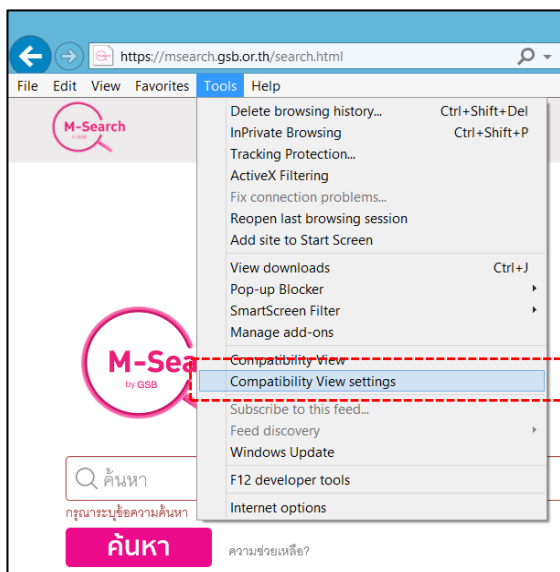 https://msearch.gsb.or.th/search.html
File Edit View Favorites Tools Help
M-Search
Delete browsing history... Ctrl+Shift+Del
InPrivate Browsing Ctrl+Shift+P
Tracking Protection...
ActiveX Filtering
Fix connection problems...
Reopen last browsing session
Add site to Start Screen
View downloads Ctrl+J
Pop-up Blocker
SmartScreen Filter
Manage add-ons
Compatibility View
Compatibility View settings
Subscribe to this feed...
Feed discovery
Windows Update
F12 developer tools
Internet options
M-Sea
by GSB
ค้นหา
กรุณาระบุข้อความค้นหา
ค้นหา ความช่วยเหลือ?